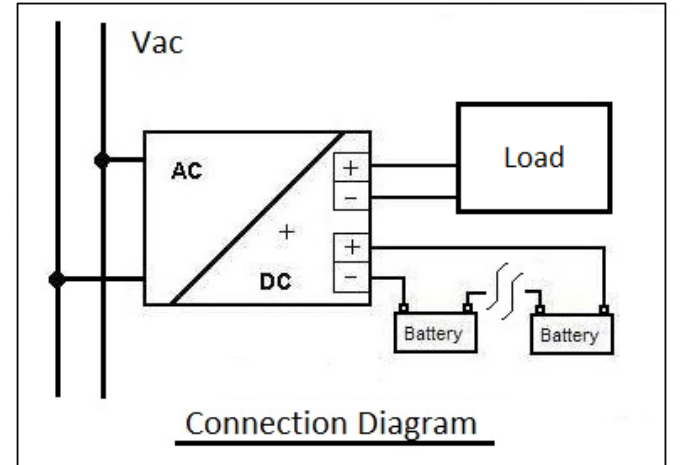 Vac
AC
+
Load
−
+
+
DC
−
Battery
Battery
Connection Diagram